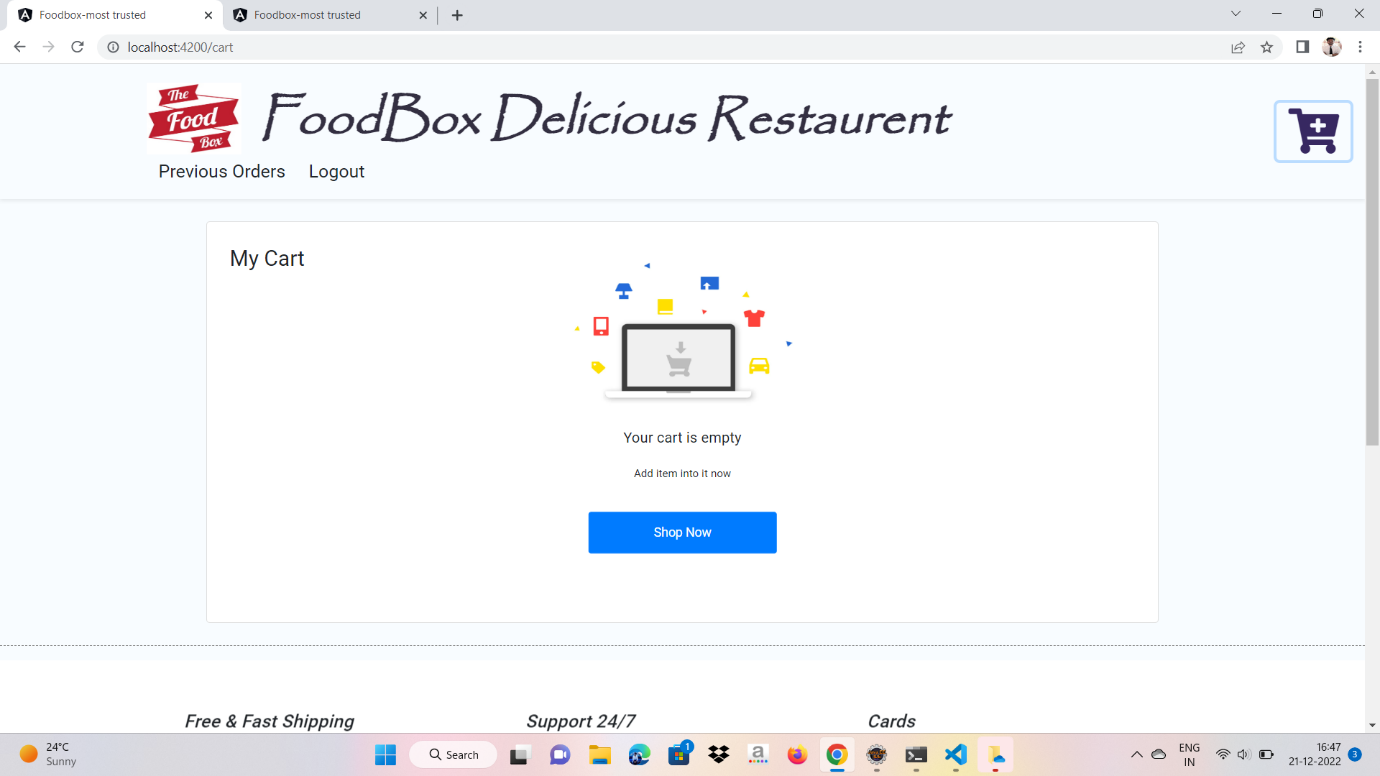 Foodbox-most trusted
Foodbox-most trusted
localhost:4200/cart
The
Food
Box
FoodBox Delicious Restaurent
Previous Orders
Logout
My Cart
Your cart is empty
Add item into it now
Shop Now
Free & Fast Shipping
Support 24/7
Cards
24°C
Sunny
Search
1
a
ENG
IN
16:47
21-12-2022
3